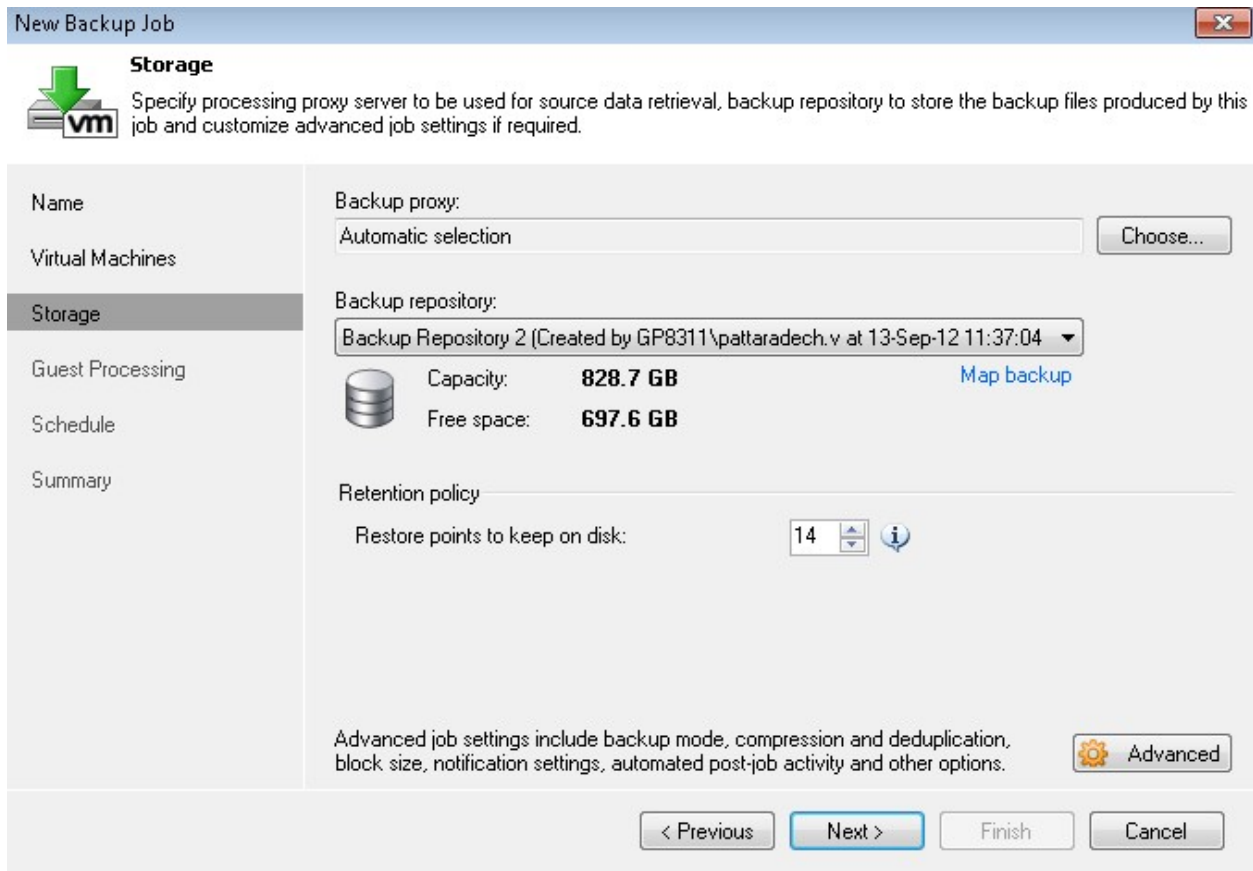 New Backup Job
Storage
Specify processing proxy server to be used for source data retrieval, backup repository to store the backup files produced by this
job and customize advanced job settings if required.
vm
Name
Virtual Machines
Storage
Guest Processing
Schedule
Summary
Backup proxy:
Automatic selection
Choose...
Backup repository:
Backup Repository 2 (Created by GP8311\pattaradech.v at 13-Sep-12 11:37:04
Capacity: 828.7 GB
Map backup
Free space: 697.6 GB
Retention policy
Restore points to keep on disk: 14
Advanced job settings include backup mode, compression and deduplication,
block size, notification settings, automated post-job activity and other options.
Advanced
< Previous
Next >
Finish
Cancel